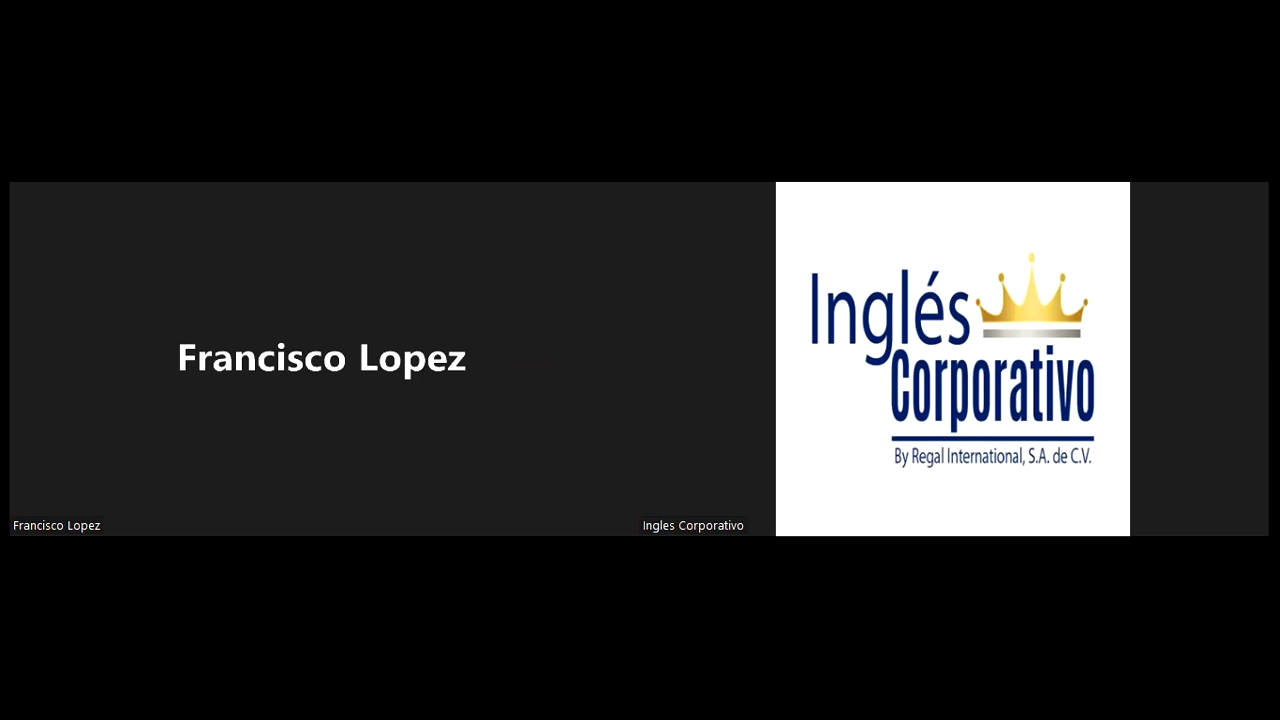 Francisco Lopez
Francisco Lopez
Inglés
Corporativo
By Regal International, S.A. de C.V.
Ingles Corporativo